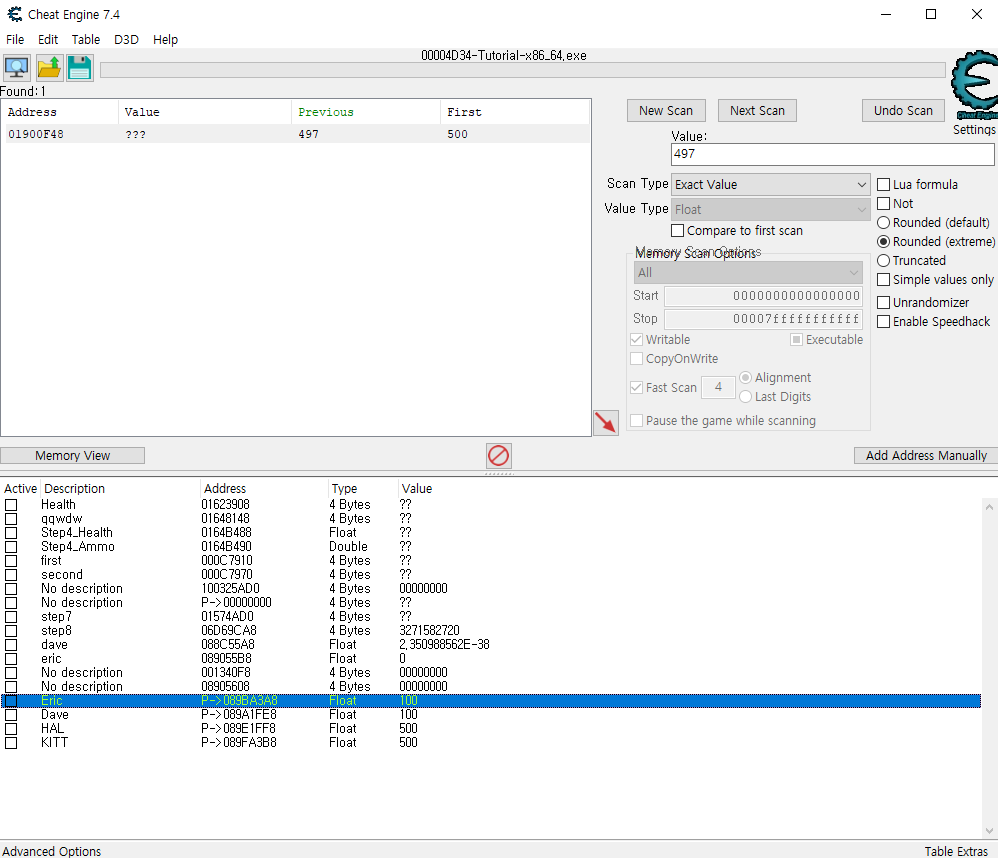 Cheat Engine 7.4
File Edit Table D3D Help
00004D34-Tutorial-x86_64.exe
Found:1
Address Value Previous First
01900F48 ??? 497 500
New Scan Next Scan Undo Scan
Cheat Engine
Settings
Value:
497
Scan Type Exact Value
Value Type Float
Compare to first scan
Lua formula
Not
Rounded (default)
Rounded (extreme)
Truncated
Simple values only
Unrandomizer
Enable Speedhack
Memory Scan Options
All
Start 0000000000000000
Stop 00007fffffffffff
Writable Executable
CopyOnWrite
Fast Scan 4 Alignment
Last Digits
Pause the game while scanning
Memory View Add Address Manually
Active Description Address Type Value
Health 01623908 4 Bytes ??
qqwdw 01648148 4 Bytes ??
Step4_Health 0164B488 Float ??
Step4_Ammo 0164B490 Double ??
first 000C7910 4 Bytes ??
second 000C7970 4 Bytes ??
No description 100325AD0 4 Bytes 00000000
No description P->00000000 4 Bytes ??
step7 01574AD0 4 Bytes ??
step8 06D69CA8 4 Bytes 3271582720
dave 088C55A8 Float 2.350988562E-38
eric 089055B8 Float 0
No description 001340F8 4 Bytes 00000000
No description 08905608 4 Bytes 00000000
Eric P->089BA3A8 Float 100
Dave P->089A1FE8 Float 100
HAL P->089E1FF8 Float 500
KITT P->089FA3B8 Float 500
Advanced Options Table Extras